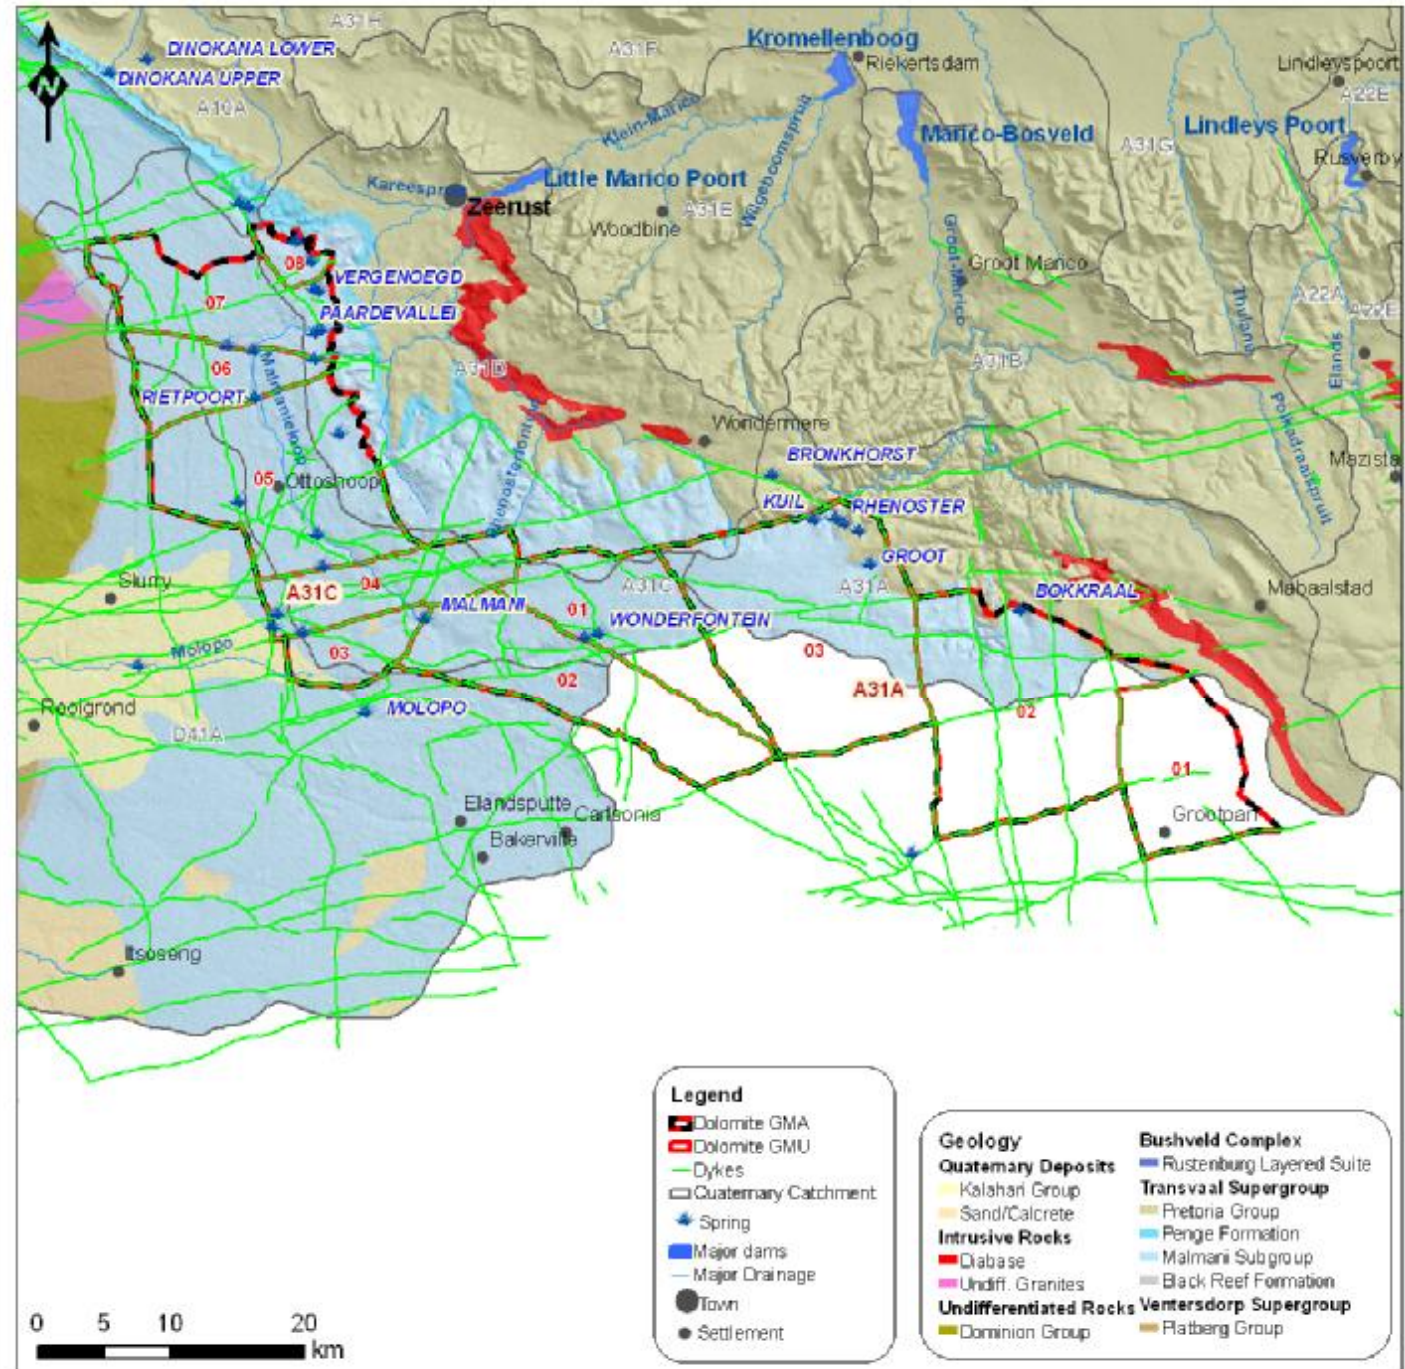 A31H
DINOKANA LOWER
A31F
Kromellenboog
Riekertsdam
Lindleyspoort
DINOKANA UPPER
A22E
N
A10A
Klein-Marico
Marico-Bosveld
Lindleys Poort
A31G
Rusverby
Kareespr
Little Marico Poort
Wilgeboomspruit
Zeerust
A31E
Woodbine
Groot-Marico
Groot Marico
08
VERGENOEGD
07
PAARDEVALLEI
Thulane
A22A
A22E
06
Malmanieloop
A31D
A31B
Elands
RIETPOORT
Pokadraaispruit
Wondermere
BRONKHORST
Mazista
05
Ottoshoop
KUIL
RHENOSTER
GROOT
Slurry
A31C
04
A31C
A31A
BOKKRAAL
Mabaalstad
MALMANI
01
WONDERFONTEIN
Molopo
03
03
02
A31A
Rooigrond
MOLOPO
02
D41A
01
Elandsputte
Carlsonia
Grootpan
Bakerville
Itsoseng
Legend
Dolomite GMA
Dolomite GMU
Dykes
Quaternary Catchment
Spring
Major dams
Major Drainage
Town
Settlement
Geology
Quaternary Deposits
Kalahari Group
Sand/Calcrete
Intrusive Rocks
Diabase
Undiff. Granites
Undifferentiated Rocks
Dominion Group
Bushveld Complex
Rustenburg Layered Suite
Transvaal Supergroup
Pretoria Group
Penge Formation
Malmani Subgroup
Black Reef Formation
Ventersdorp Supergroup
Platberg Group
0 5 10 20
km